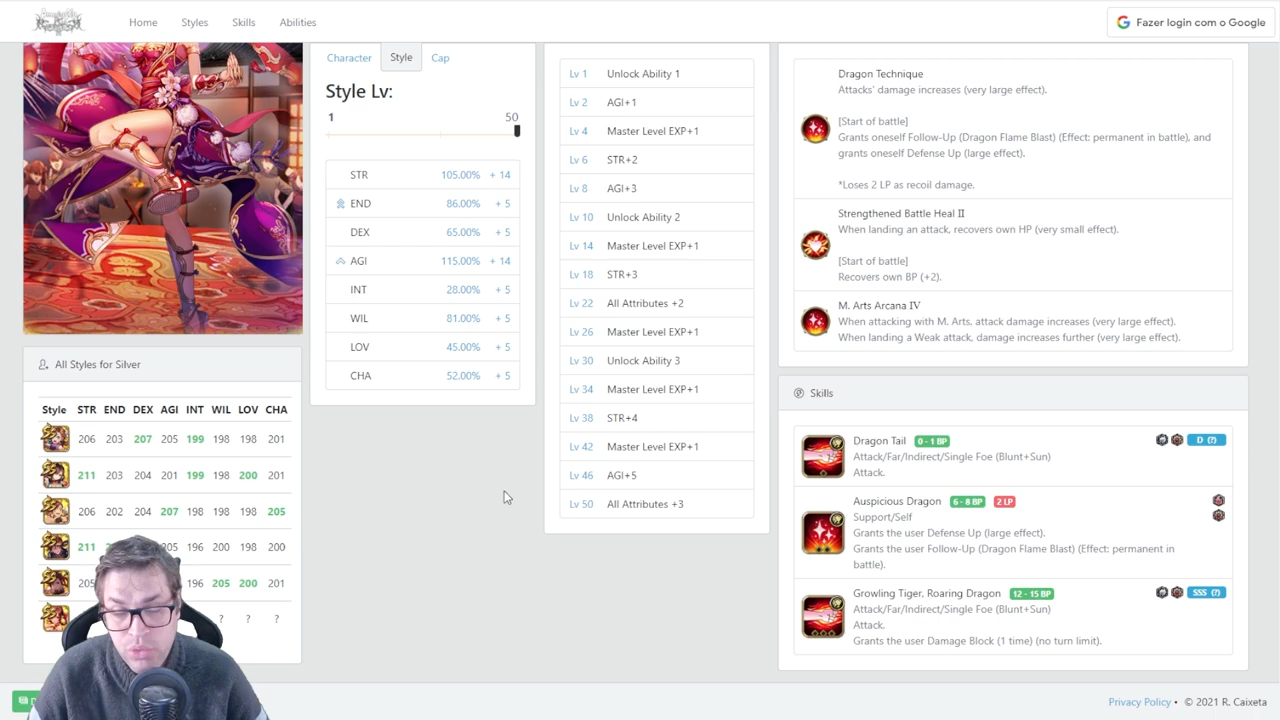 Home Styles Skills Abilities
Fazer login com o Google
Character Style Cap
Style Lv:
1 50
STR 105.00% + 14
END 86.00% + 5
DEX 65.00% + 5
AGI 115.00% + 14
INT 28.00% + 5
WIL 81.00% + 5
LOV 45.00% + 5
CHA 52.00% + 5
All Styles for Silver
Style STR END DEX AGI INT WIL LOV CHA
206 203 207 205 199 198 198 201
211 203 204 201 199 198 200 201
206 202 204 207 198 198 198 205
211 205 196 200 198 200
205 196 205 200 201
? ? ?
Lv 1 Unlock Ability 1
Lv 2 AGI+1
Lv 4 Master Level EXP+1
Lv 6 STR+2
Lv 8 AGI+3
Lv 10 Unlock Ability 2
Lv 14 Master Level EXP+1
Lv 18 STR+3
Lv 22 All Attributes +2
Lv 26 Master Level EXP+1
Lv 30 Unlock Ability 3
Lv 34 Master Level EXP+1
Lv 38 STR+4
Lv 42 Master Level EXP+1
Lv 46 AGI+5
Lv 50 All Attributes +3
Dragon Technique
Attacks' damage increases (very large effect).
[Start of battle]
Grants oneself Follow-Up (Dragon Flame Blast) (Effect: permanent in battle), and
grants oneself Defense Up (large effect).
*Loses 2 LP as recoil damage.
Strengthened Battle Heal II
When landing an attack, recovers own HP (very small effect).
[Start of battle]
Recovers own BP (+2).
M. Arts Arcana IV
When attacking with M. Arts, attack damage increases (very large effect).
When landing a Weak attack, damage increases further (very large effect).
Skills
Dragon Tail 0 - 1 BP D (?)
Attack/Far/Indirect/Single Foe (Blunt+Sun)
Attack.
Auspicious Dragon 6 - 8 BP 2 LP
Support/Self
Grants the user Defense Up (large effect).
Grants the user Follow-Up (Dragon Flame Blast) (Effect: permanent in
battle).
Growling Tiger, Roaring Dragon 12 - 15 BP SSS (?)
Attack/Far/Indirect/Single Foe (Blunt+Sun)
Attack.
Grants the user Damage Block (1 time) (no turn limit).
Privacy Policy • © 2021 R. Caixeta